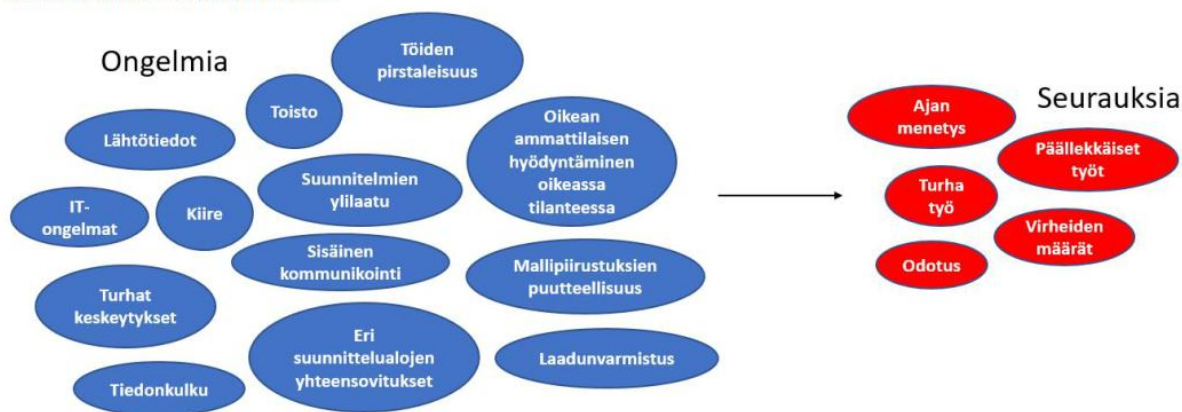 Ongelmia
Töiden
pirstaleisuus
Toisto
Lähtötiedot
Oikean
ammattilaisen
hyödyntäminen
oikeassa
tilanteessa
Suunnitelmien
ylilaatu
IT-
ongelmat
Kiire
Sisäinen
kommunikointi
Mallipiirustuksien
puutteellisuus
Turhat
keskeytykset
Eri
suunnittelualojen
yhteensovitukset
Laadunvarmistus
Tiedonkulku
Seurauksia
Ajan
menetys
Päällekkäiset
työt
Turha
työ
Virheiden
määrät
Odotus